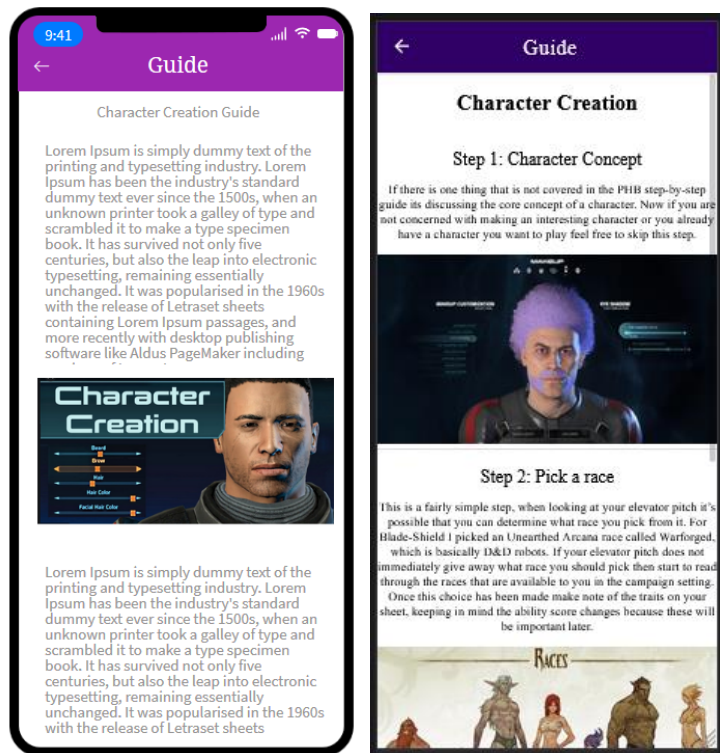 9:41
Guide
Character Creation Guide
Lorem Ipsum is simply dummy text of the
printing and typesetting industry. Lorem
Ipsum has been the industry's standard
dummy text ever since the 1500s, when an
unknown printer took a galley of type and
scrambled it to make a type specimen
book. It has survived not only five
centuries, but also the leap into electronic
typesetting, remaining essentially
unchanged. It was popularised in the 1960s
with the release of Letraset sheets
containing Lorem Ipsum passages, and
more recently with desktop publishing
software like Aldus PageMaker including
Character
Creation
Beard
Brow
Hair
Hair Color
Facial Hair Color
Lorem Ipsum is simply dummy text of the
printing and typesetting industry. Lorem
Ipsum has been the industry's standard
dummy text ever since the 1500s, when an
unknown printer took a galley of type and
scrambled it to make a type specimen
book. It has survived not only five
centuries, but also the leap into electronic
typesetting, remaining essentially
unchanged. It was popularised in the 1960s
with the release of Letraset sheets
Guide
Character Creation
Step 1: Character Concept
If there is one thing that is not covered in the PHB step-by-step
guide its discussing the core concept of a character. Now if you are
not concerned with making an interesting character or you already
have a character you want to play feel free to skip this step.
MAKEUP
MAKEUP CUSTOMIZATION
EYE SHADOW
Step 2: Pick a race
This is a fairly simple step, when looking at your elevator pitch it's
possible that you can determine what race you pick from it. For
Blade-Shield I picked an Unearthed Arcana race called Warforged,
which is basically D&D robots. If your elevator pitch does not
immediately give away what race you should pick then start to read
through the races that are available to you in the campaign setting.
Once this choice has been made make note of the traits on your
sheet, keeping in mind the ability score changes because these will
be important later.
RACES